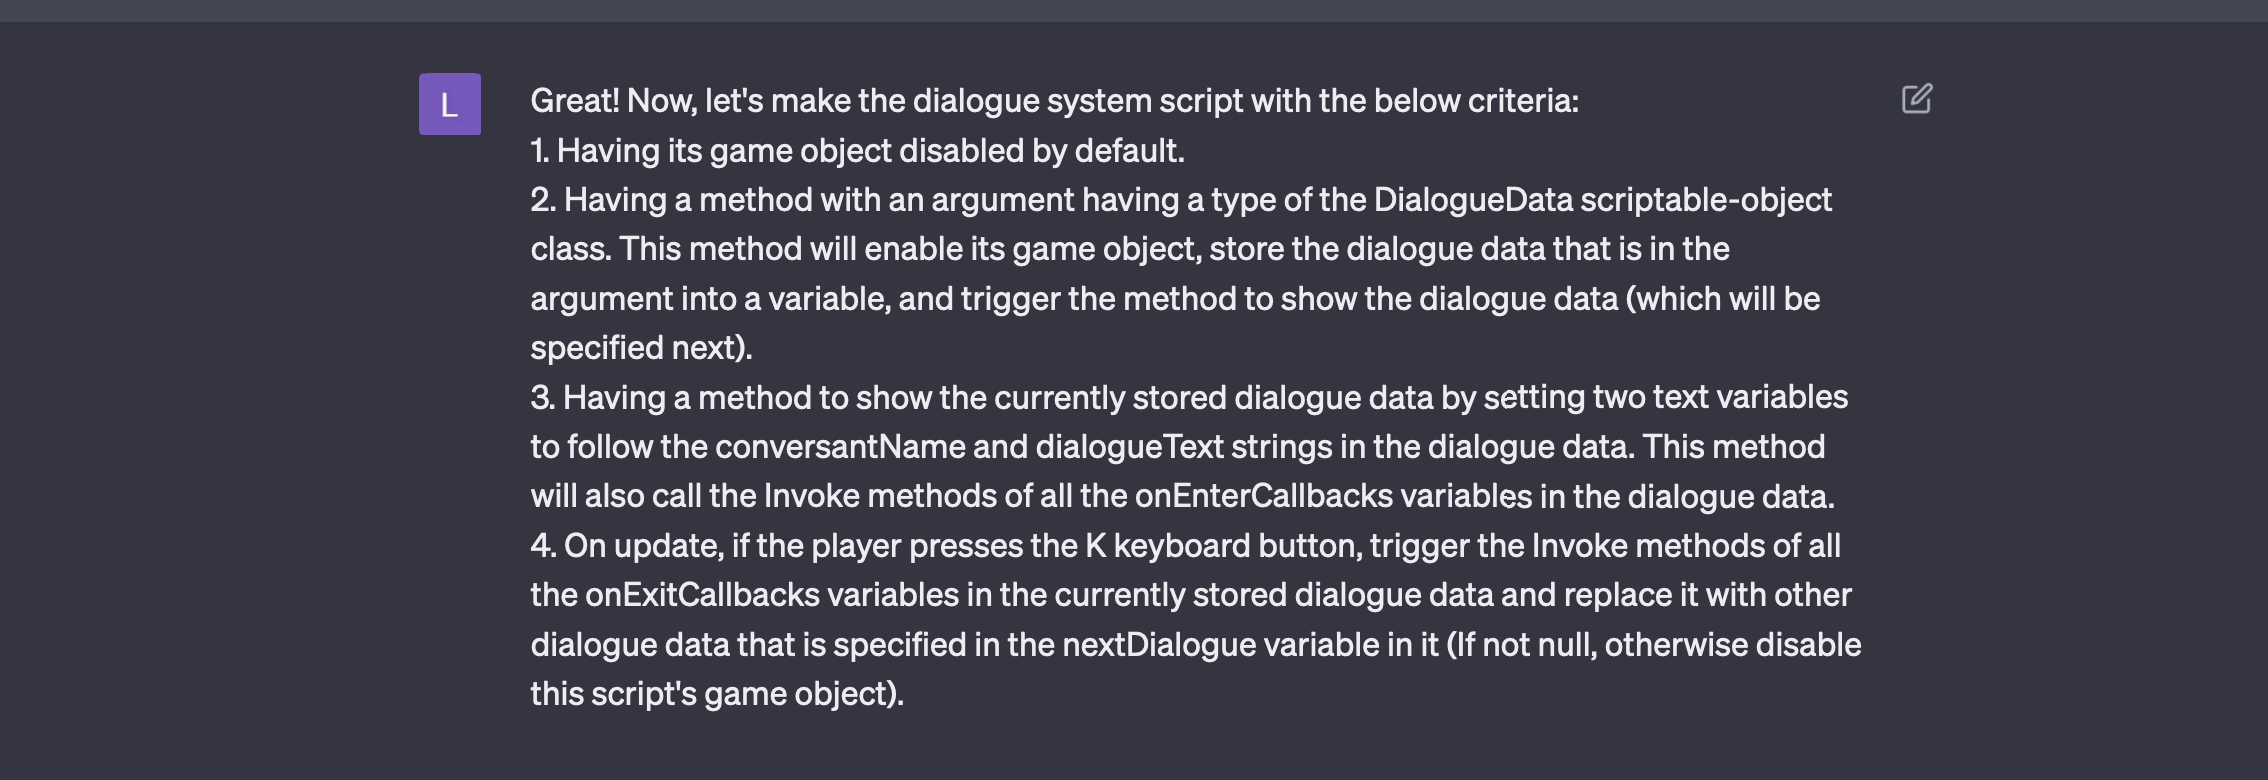 L
Great! Now, let's make the dialogue system script with the below criteria:
1. Having its game object disabled by default.
2. Having a method with an argument having a type of the DialogueData scriptable-object
class. This method will enable its game object, store the dialogue data that is in the
argument into a variable, and trigger the method to show the dialogue data (which will be
specified next).
3. Having a method to show the currently stored dialogue data by setting two text variables
to follow the conversantName and dialogueText strings in the dialogue data. This method
will also call the Invoke methods of all the onEnterCallbacks variables in the dialogue data.
4. On update, if the player presses the K keyboard button, trigger the Invoke methods of all
the onExitCallbacks variables in the currently stored dialogue data and replace it with other
dialogue data that is specified in the nextDialogue variable in it (If not null, otherwise disable
this script's game object).